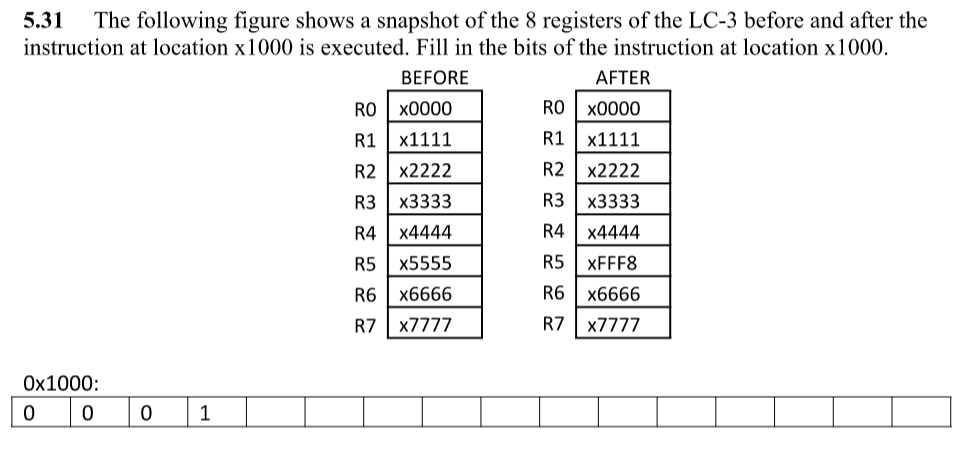 5.31 The following figure shows a snapshot of the 8 registers of the LC-3 before and after the
instruction at location x1000 is executed. Fill in the bits of the instruction at location x1000.
BEFORE AFTER
R0 x0000 R0 x0000
R1 x1111 R1 x1111
R2 x2222 R2 x2222
R3 x3333 R3 x3333
R4 x4444 R4 x4444
R5 x5555 R5 xFFF8
R6 x6666 R6 x6666
R7 x7777 R7 x7777
0x1000:
0 0 0 1